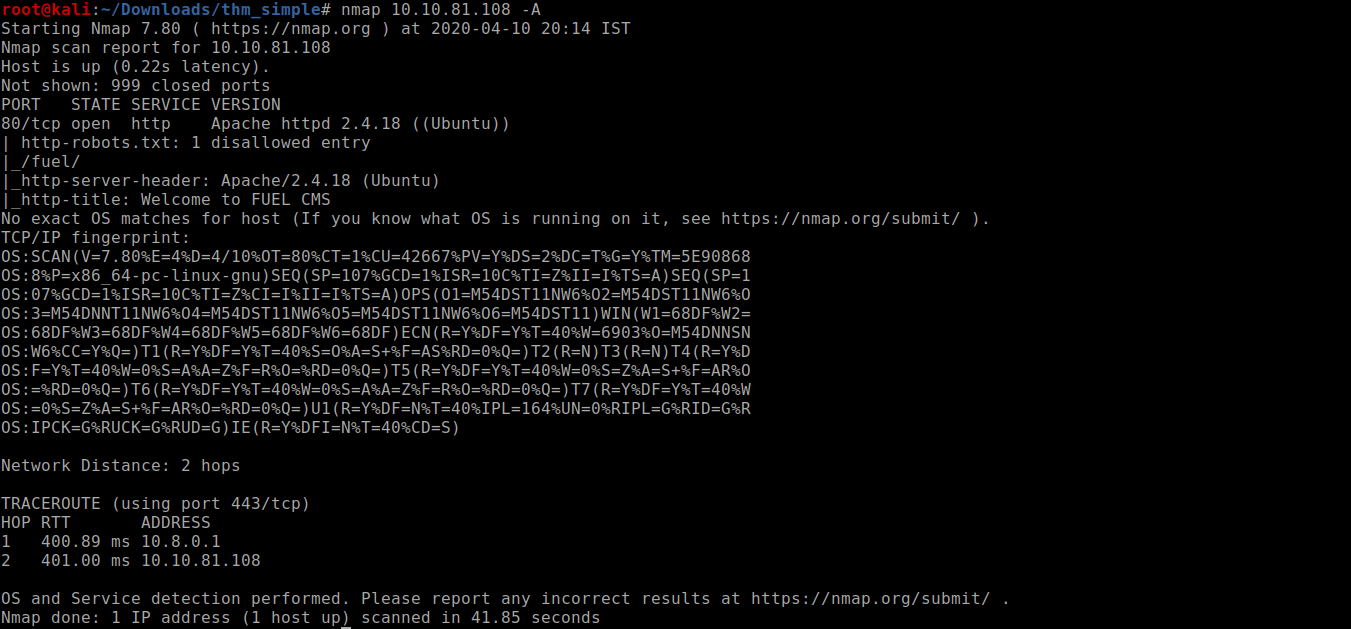 root@kali:~/Downloads/thm_simple# nmap 10.10.81.108 -A
Starting Nmap 7.80 ( https://nmap.org ) at 2020-04-10 20:14 IST
Nmap scan report for 10.10.81.108
Host is up (0.22s latency).
Not shown: 999 closed ports
PORT   STATE SERVICE VERSION
80/tcp open  http    Apache httpd 2.4.18 ((Ubuntu))
| http-robots.txt: 1 disallowed entry
|_/fuel/
|_http-server-header: Apache/2.4.18 (Ubuntu)
|_http-title: Welcome to FUEL CMS
No exact OS matches for host (If you know what OS is running on it, see https://nmap.org/submit/ ).
TCP/IP fingerprint:
OS:SCAN(V=7.80%E=4%D=4/10%OT=80%CT=1%CU=42667%PV=Y%DS=2%DC=T%G=Y%TM=5E90868
OS:8%P=x86_64-pc-linux-gnu)SEQ(SP=107%GCD=1%ISR=10C%TI=Z%II=I%TS=A)SEQ(SP=1
OS:07%GCD=1%ISR=10C%TI=Z%CI=I%II=I%TS=A)OPS(O1=M54DST11NW6%O2=M54DST11NW6%O
OS:3=M54DNNT11NW6%O4=M54DST11NW6%O5=M54DST11NW6%O6=M54DST11)WIN(W1=68DF%W2=
OS:68DF%W3=68DF%W4=68DF%W5=68DF%W6=68DF)ECN(R=Y%DF=Y%T=40%W=6903%O=M54DNNSN
OS:W6%CC=Y%Q=)T1(R=Y%DF=Y%T=40%S=O%A=S+%F=AS%RD=0%Q=)T2(R=N)T3(R=N)T4(R=Y%D
OS:F=Y%T=40%W=0%S=A%A=Z%F=R%O=%RD=0%Q=)T5(R=Y%DF=Y%T=40%W=0%S=Z%A=S+%F=AR%O
OS:=%RD=0%Q=)T6(R=Y%DF=Y%T=40%W=0%S=A%A=Z%F=R%O=%RD=0%Q=)T7(R=Y%DF=Y%T=40%W
OS:=0%S=Z%A=S+%F=AR%O=%RD=0%Q=)U1(R=Y%DF=N%T=40%IPL=164%UN=0%RIPL=G%RID=G%R
OS:IPCK=G%RUCK=G%RUD=G)IE(R=Y%DFI=N%T=40%CD=S)
Network Distance: 2 hops
TRACEROUTE (using port 443/tcp)
HOP RTT       ADDRESS
1   400.89 ms 10.8.0.1
2   401.00 ms 10.10.81.108
OS and Service detection performed. Please report any incorrect results at https://nmap.org/submit/ .
Nmap done: 1 IP address (1 host up) scanned in 41.85 seconds